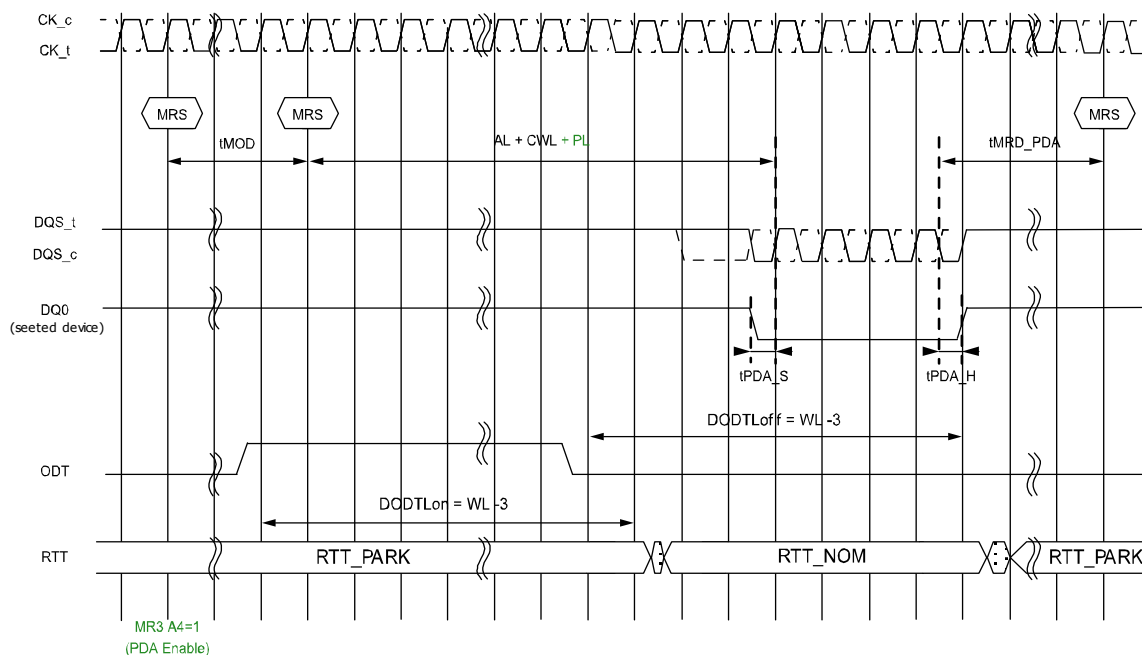 CK_c
CK_t
MRS
MRS
MRS
tMOD
AL + CWL + PL
tMRD_PDA
DQS_t
DQS_c
DQ0
(seeted device)
tPDA_S
tPDA_H
DODTLoff = WL -3
ODT
DODTLon = WL -3
RTT
RTT_PARK
RTT_NOM
RTT_PARK
MR3 A4=1
(PDA Enable)